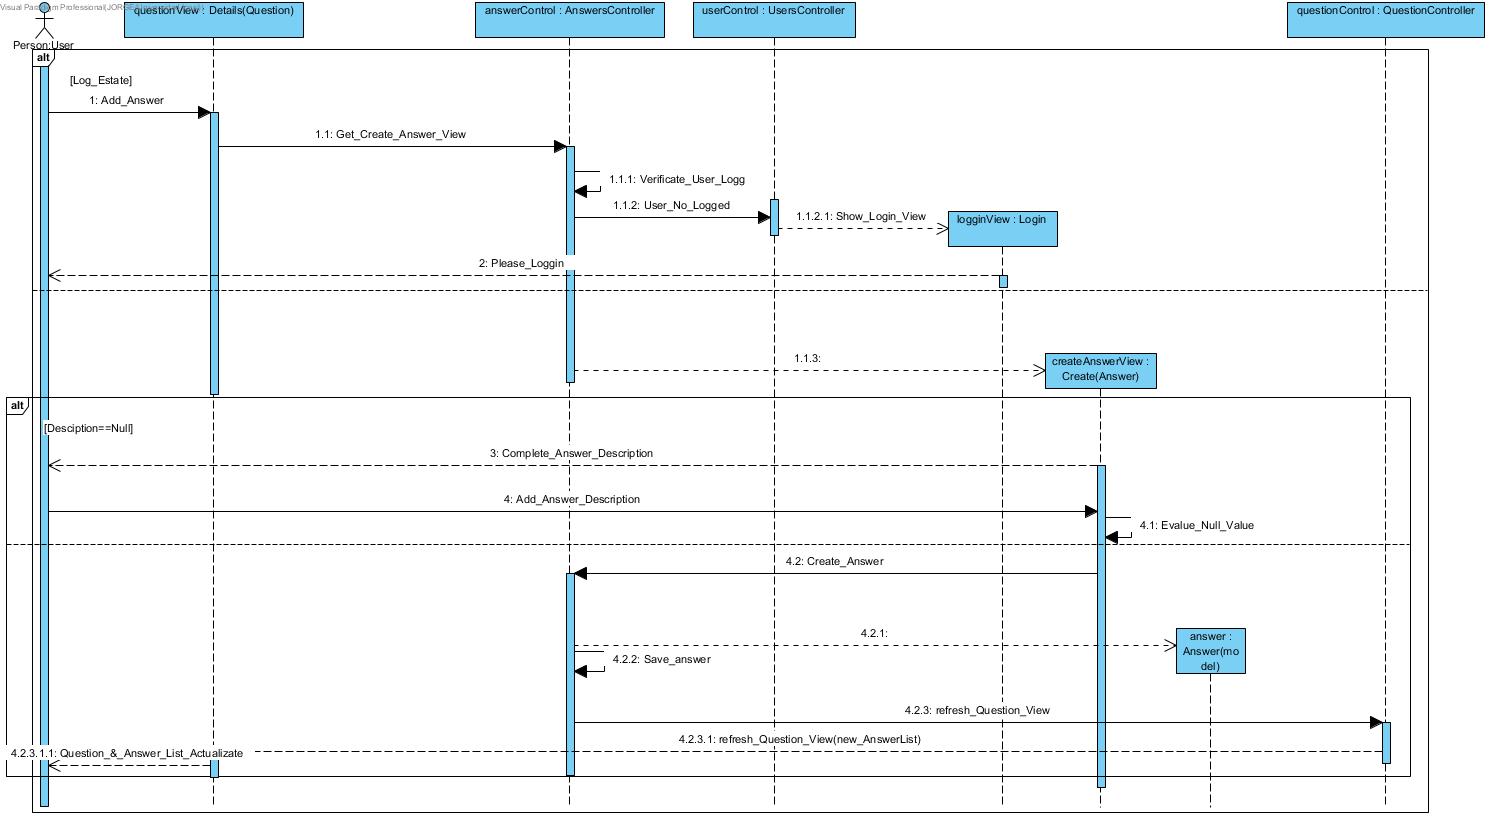 Visual Paradigm Professional(JORGE
questionView : Details(Question)
answerControl : AnswersController
userControl : UsersController
questionControl : QuestionController
Person:User
alt
[Log_Estate]
1: Add_Answer
1.1: Get_Create_Answer_View
1.1.1: Verificate_User_Logg
1.1.2: User_No_Logged
1.1.2.1: Show_Login_View
logginView : Login
2: Please_Loggin
1.1.3:
createAnswerView :
Create(Answer)
alt
[Desciption==Null]
3: Complete_Answer_Description
4: Add_Answer_Description
4.1: Evalue_Null_Value
4.2: Create_Answer
4.2.1:
answer :
Answer(mo
del)
4.2.2: Save_answer
4.2.3: refresh_Question_View
4.2.3.1: refresh_Question_View(new_AnswerList)
4.2.3.1.1: Question_&_Answer_List_Actualizate